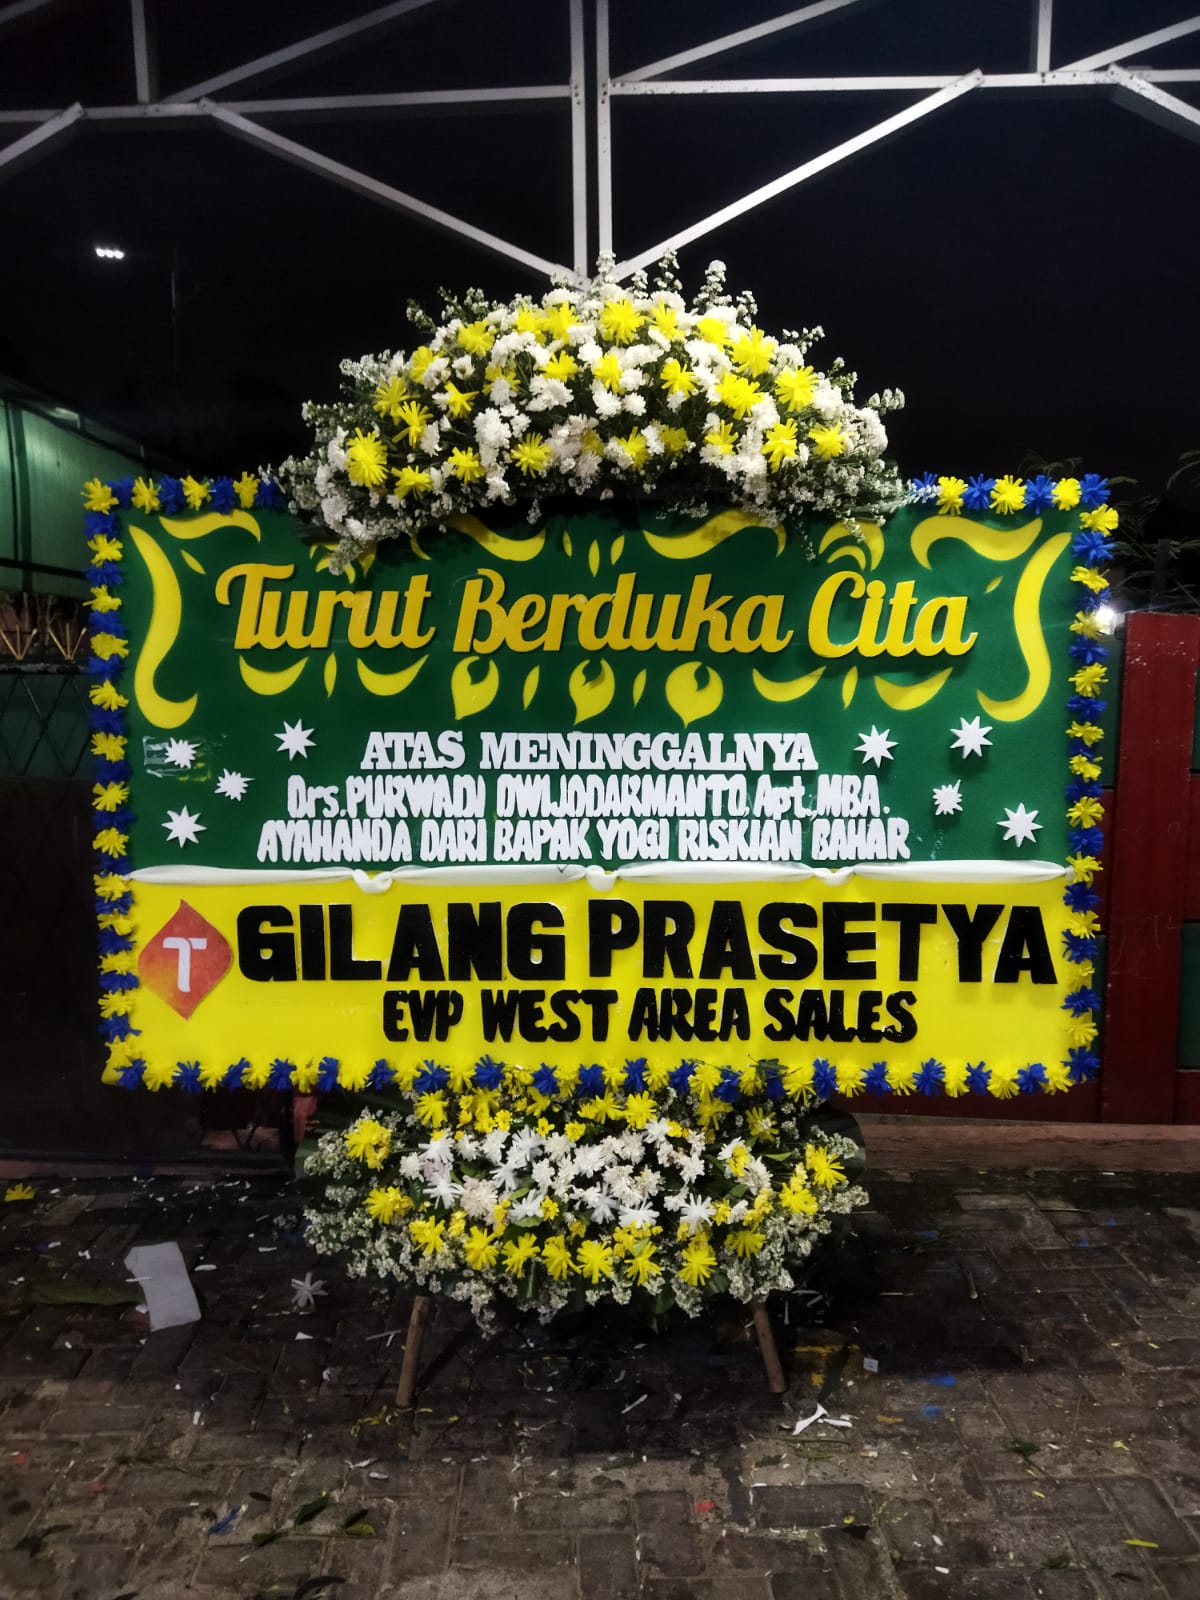 Turut Berduka Cita
ATAS MENINGGALNYA
Drs.PURWADI DWIJODARMANTO,Apt.,MBA.
AYAHANDA DARI BAPAK YOGI RISKIAN BAHAR
T GILANG PRASETYA
EVP WEST AREA SALES